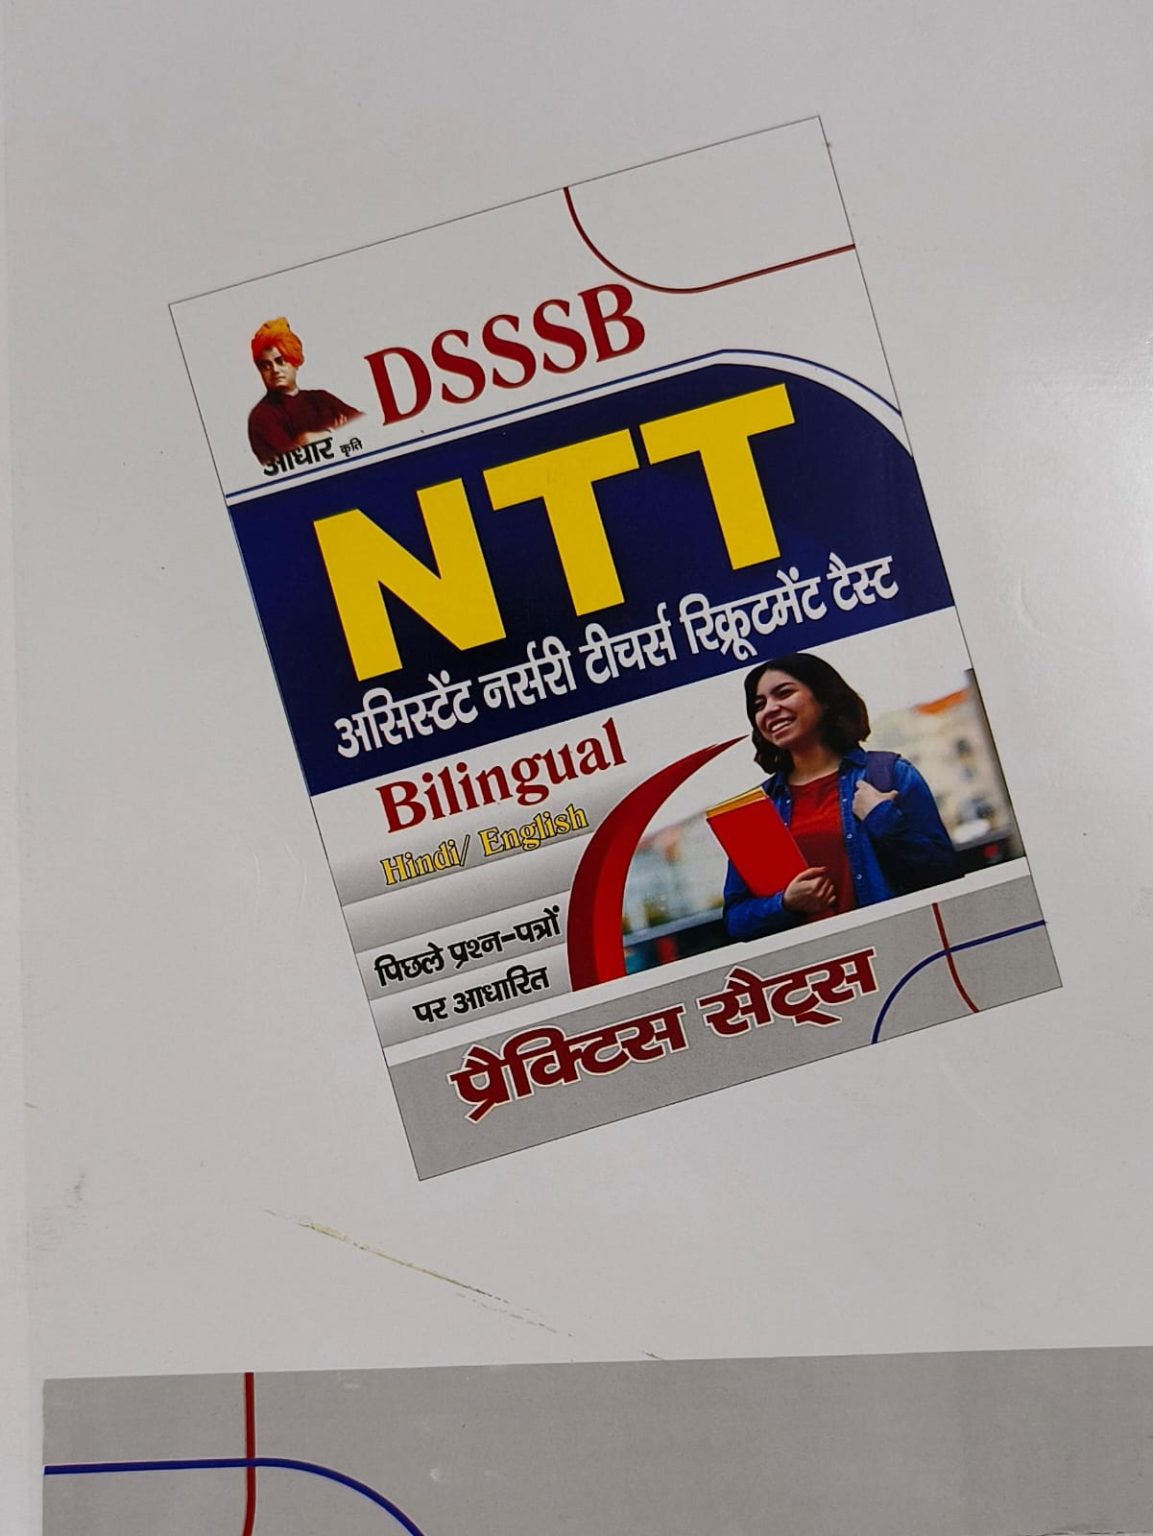 DSSSB
आधार कृति
NTT
असिस्टेंट नर्सरी टीचर्स रिक्रूटमेंट टैस्ट
Bilingual
Hindi/ English
पिछले प्रश्न-पत्रों
पर आधारित
प्रैक्टिस सैट्स